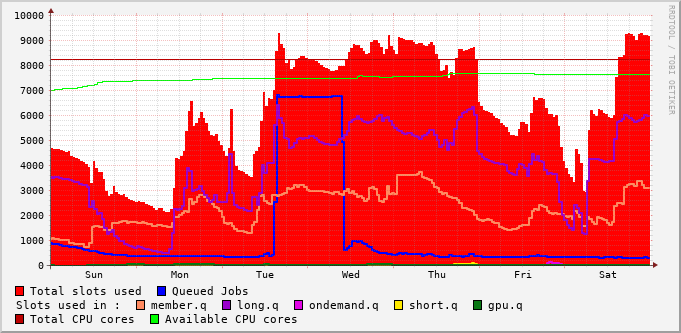 10000
9000
8000
7000
6000
5000
4000
3000
2000
1000
0
Sun Mon Tue Wed Thu Fri Sat
RRDTOOL / TOBI OETIKER
Total slots used Queued Jobs
Slots used in : member.q long.q ondemand.q short.q gpu.q
Total CPU cores Available CPU cores